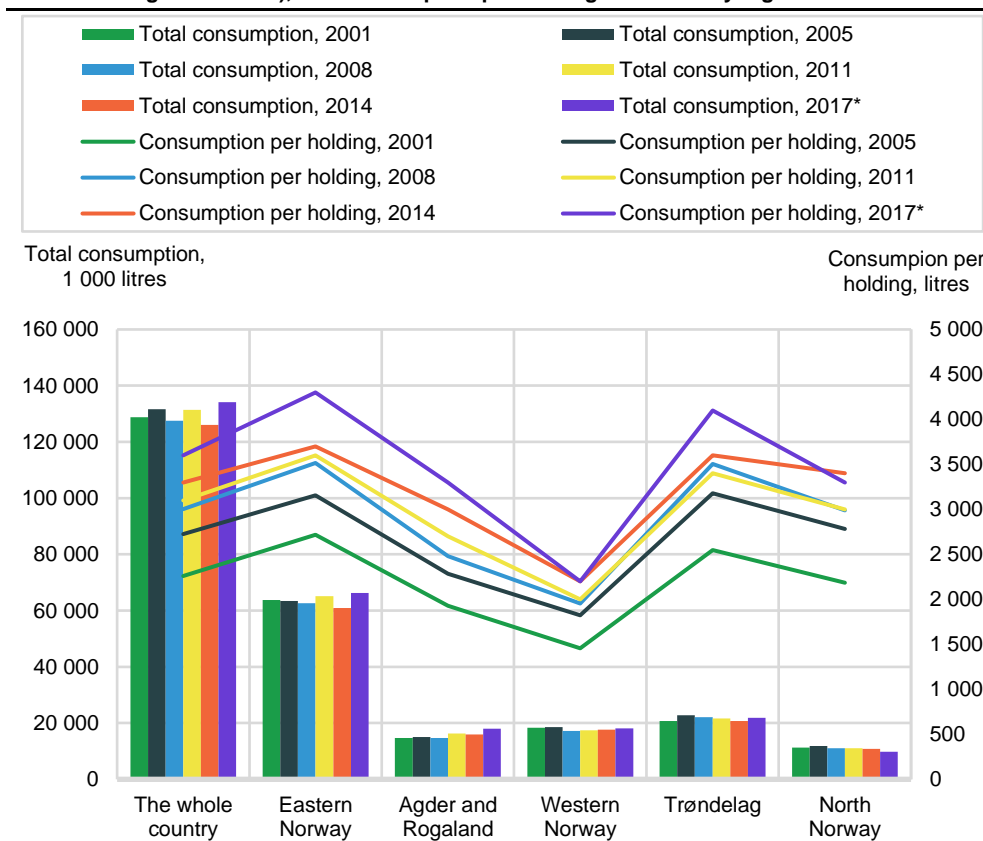 Total consumption, 2001
Total consumption, 2005
Total consumption, 2008
Total consumption, 2011
Total consumption, 2014
Total consumption, 2017*
Consumption per holding, 2001
Consumption per holding, 2005
Consumption per holding, 2008
Consumption per holding, 2011
Consumption per holding, 2014
Consumption per holding, 2017*
Total consumption,
1 000 litres
Consumpion per
holding, litres
160 000
140 000
120 000
100 000
80 000
60 000
40 000
20 000
0
5 000
4 500
4 000
3 500
3 000
2 500
2 000
1 500
1 000
500
0
The whole
country
Eastern
Norway
Agder and
Rogaland
Western
Norway
Trøndelag
North
Norway